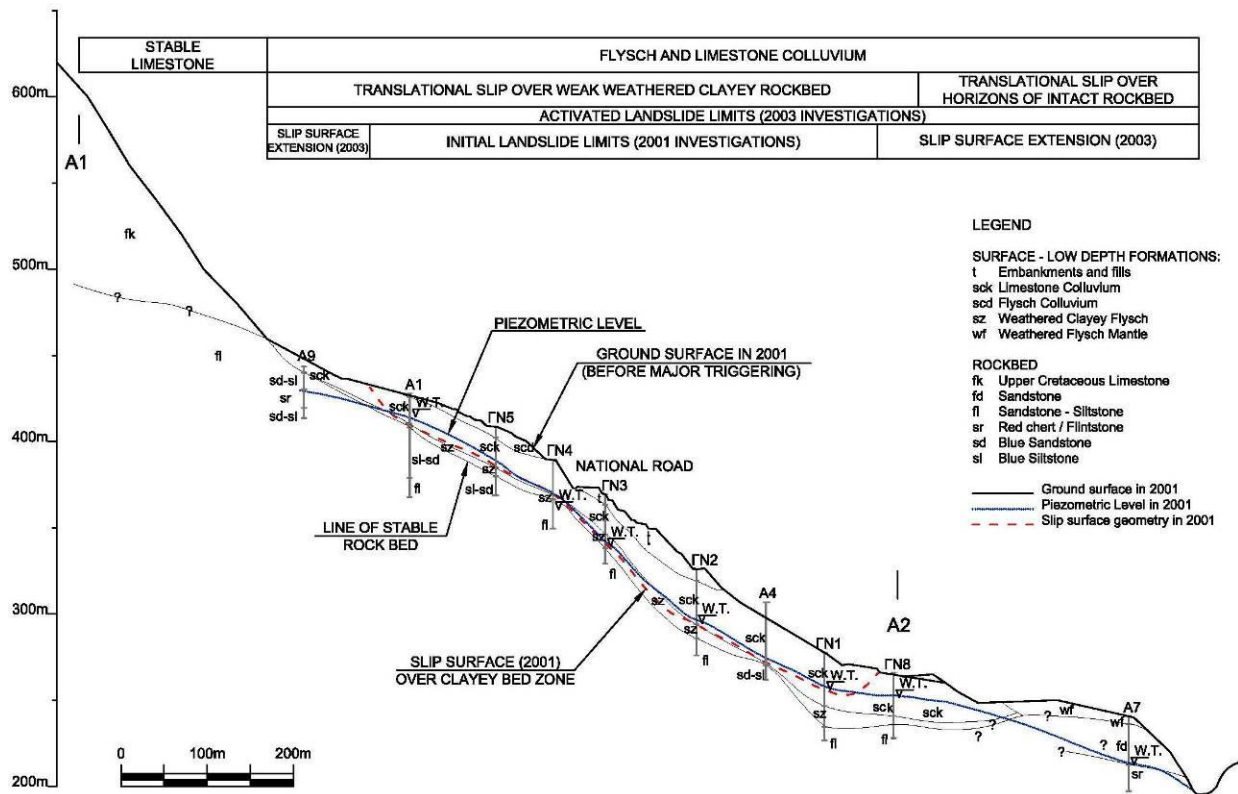 STABLE
LIMESTONE
FLYSCH AND LIMESTONE COLLUVIUM
TRANSLATIONAL SLIP OVER WEAK WEATHERED CLAYEY ROCKBED
TRANSLATIONAL SLIP OVER
HORIZONS OF INTACT ROCKBED
ACTIVATED LANDSLIDE LIMITS (2003 INVESTIGATIONS)
SLIP SURFACE
EXTENSION (2003)
INITIAL LANDSLIDE LIMITS (2001 INVESTIGATIONS)
SLIP SURFACE EXTENSION (2003)
600m
A1
fk
500m
?
?
fl
LEGEND
SURFACE - LOW DEPTH FORMATIONS:
t Embankments and fills
sck Limestone Colluvium
scd Flysch Colluvium
sz Weathered Clayey Flysch
wf Weathered Flysch Mantle
ROCKBED
fk Upper Cretaceous Limestone
fd Sandstone
fl Sandstone - Siltstone
sr Red chert / Flintstone
sd Blue Sandstone
sl Blue Siltstone
Ground surface in 2001
Piezometric Level in 2001
Slip surface geometry in 2001
PIEZOMETRIC LEVEL
GROUND SURFACE IN 2001
(BEFORE MAJOR TRIGGERING)
A9
sck
sd-sl
sr
sd-sl
A1
W.T.
sck
sz
sl-sd
fl
400m
ΓN5
sck
sz
sl-sd
scd
ΓN4
sz
W.T.
fl
NATIONAL ROAD
ΓN3
t
sck
W.T.
sz
fl
t
LINE OF STABLE
ROCK BED
300m
ΓN2
sck
W.T.
sz
sz
fl
A4
sck
sd-sl
A2
SLIP SURFACE (2001)
OVER CLAYEY BED ZONE
ΓN1
sck
W.T.
sz
fl
ΓN8
W.T.
sck
fl
sck
?
?
?
wf
A7
wf
?
?
fd
W.T.
sr
0 100m 200m
200m